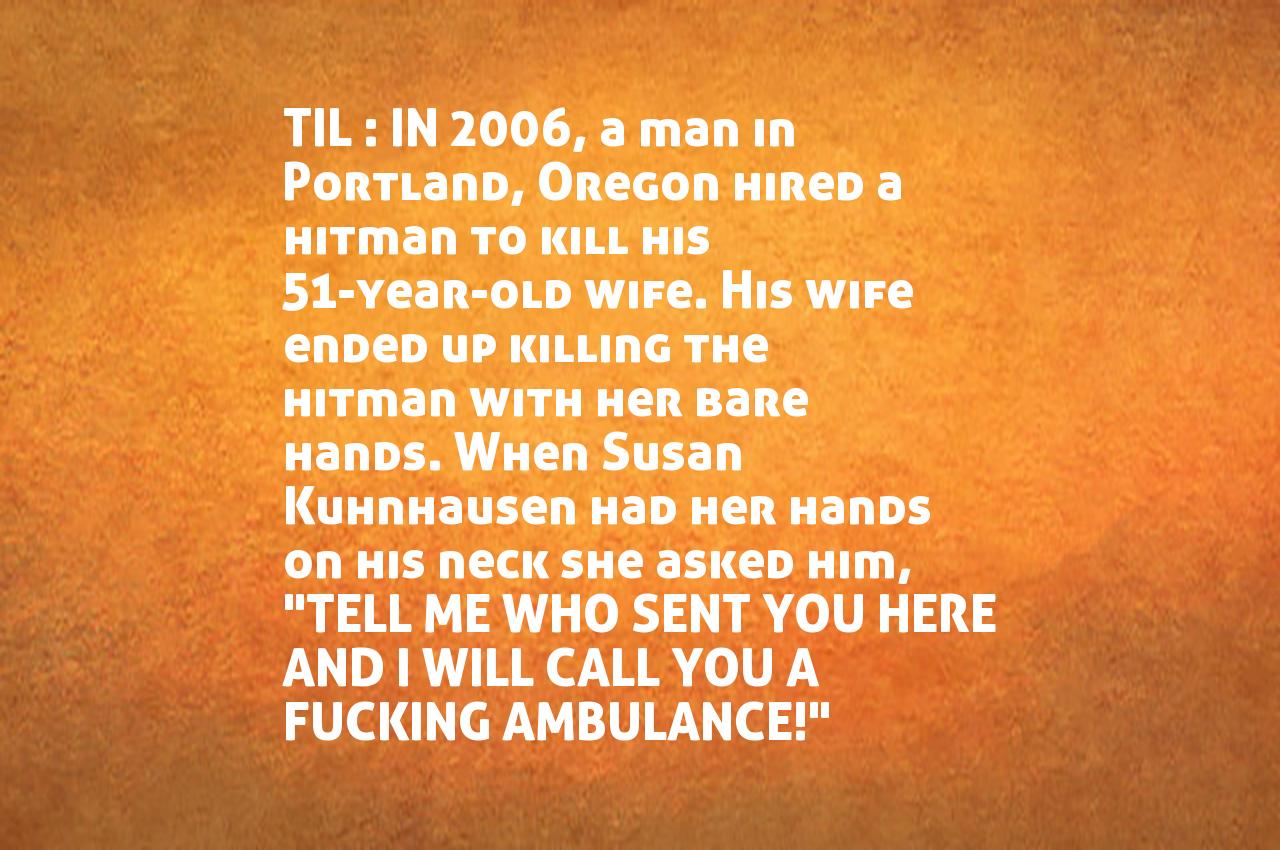 TIL : IN 2006, a man in
Portland, Oregon hired a
hitman to kill his
51-year-old wife. His wife
ended up killing the
hitman with her bare
hands. When Susan
Kuhnhausen had her hands
on his neck she asked him,
"TELL ME WHO SENT YOU HERE
AND I WILL CALL YOU A
FUCKING AMBULANCE!"